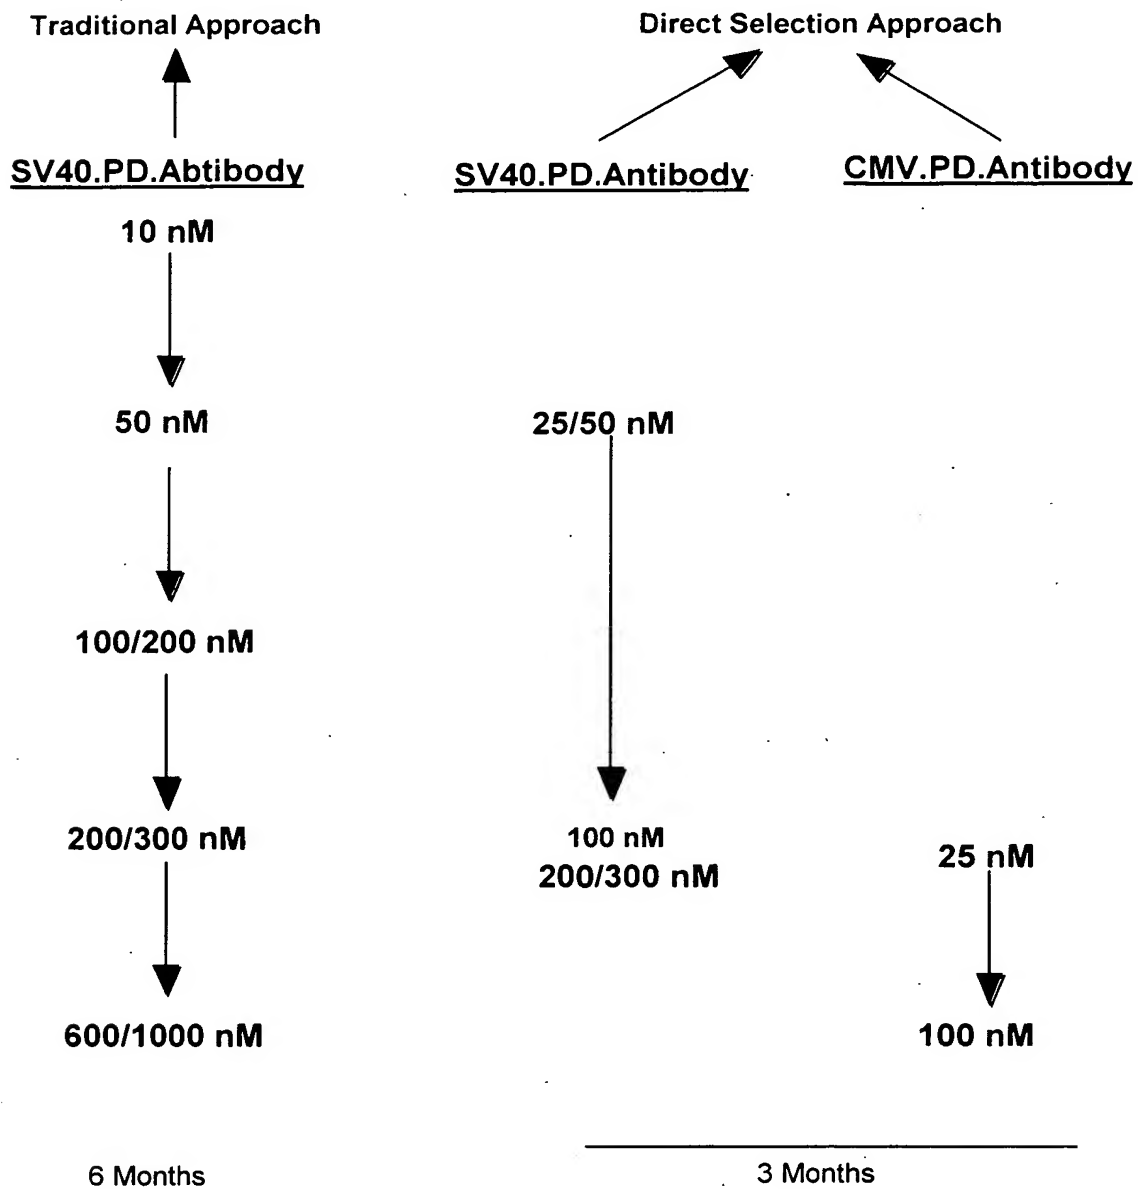 Traditional Approach
Direct Selection Approach
SV40.PD.Abtibody
SV40.PD.Antibody
CMV.PD.Antibody
10 nM
50 nM
25/50 nM
100/200 nM
200/300 nM
100 nM
200/300 nM
25 nM
600/1000 nM
100 nM
6 Months
3 Months